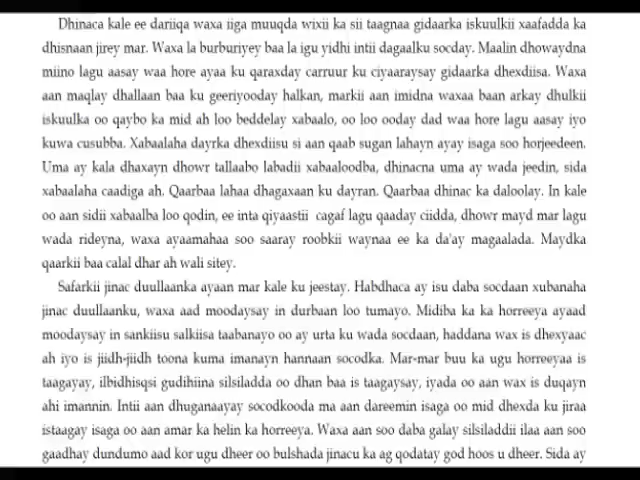 Dhinaca kale ee dariiqa waxa iiga muuqda wixii ka sii taagnaa gidaarka iskuulkii xaafadda ka
dhisnaan jirey mar. Waxa la burburiyey baa la igu yidhi intii dagaalku socday. Maalin dhowaydna
miino lagu aasay waa hore ayaa ku qaraxday carruur ku ciyaaraysay gidaarka dhexdiisa. Waxa
aan maqlay dhallaan baa ku geeriyooday halkan, markii aan imidna waxaa baan arkay dhulkii
iskuulka oo qaybo ka mid ah loo beddelay xabaalo, oo loo ooday dad waa hore lagu aasay iyo
kuwa cusubba. Xabaalaha dayrka dhexdiisu si aan qaab sugan lahayn ayay isaga soo horjeedeen.
Uma ay kala dhaxayn dhowr tallaabo labadii xabaaloodba, dhinacna uma ay wada jeedin, sida
xabaalaha caadiga ah. Qaarbaa lahaa dhagaxaan ku dayran. Qaarbaa dhinac ka daloolay. In kale
oo aan sidii xabaalba loo qodin, ee inta qiyaastii cagaf lagu qaaday ciidda, dhowr mayd mar lagu
wada rideyna, waxa ayaamahaa soo saaray roobkii waynaa ee ka da'ay magaalada. Maydka
qaarkii baa calal dhar ah wali sitey.
Safarkii jinac duullaanka ayaan mar kale ku jeestay. Habdhaca ay isu daba socdaan xubanaha
jinac duullaanku, waxa aad moodaysay in durbaan loo tumayo. Midiba ka ka horreeya ayaad
moodaysay in sankiisu salkiisa taabanayo oo ay urta ku wada socdaan, haddana wax is dhexyaac
ah iyo is jiidh-jiidh toona kuma imanayn hannaan socodka. Mar-mar buu ka ugu horreeyaa is
taagayay, ilbidhisqsi gudihiina silsiladda oo dhan baa is taagaysay, iyada oo aan wax is duqayn
ahi imannin. Intii aan dhuganaayay socodkooda ma aan dareemin isaga oo mid dhexda ku jiraa
istaagay isaga oo aan amar ka helin ka horreeya. Waxa aan soo daba galay silsiladdii ilaa aan soo
gaadhay dundumo aad kor ugu dheer oo bulshada jinacu ka ag qodatay god hoos u dheer. Sida ay